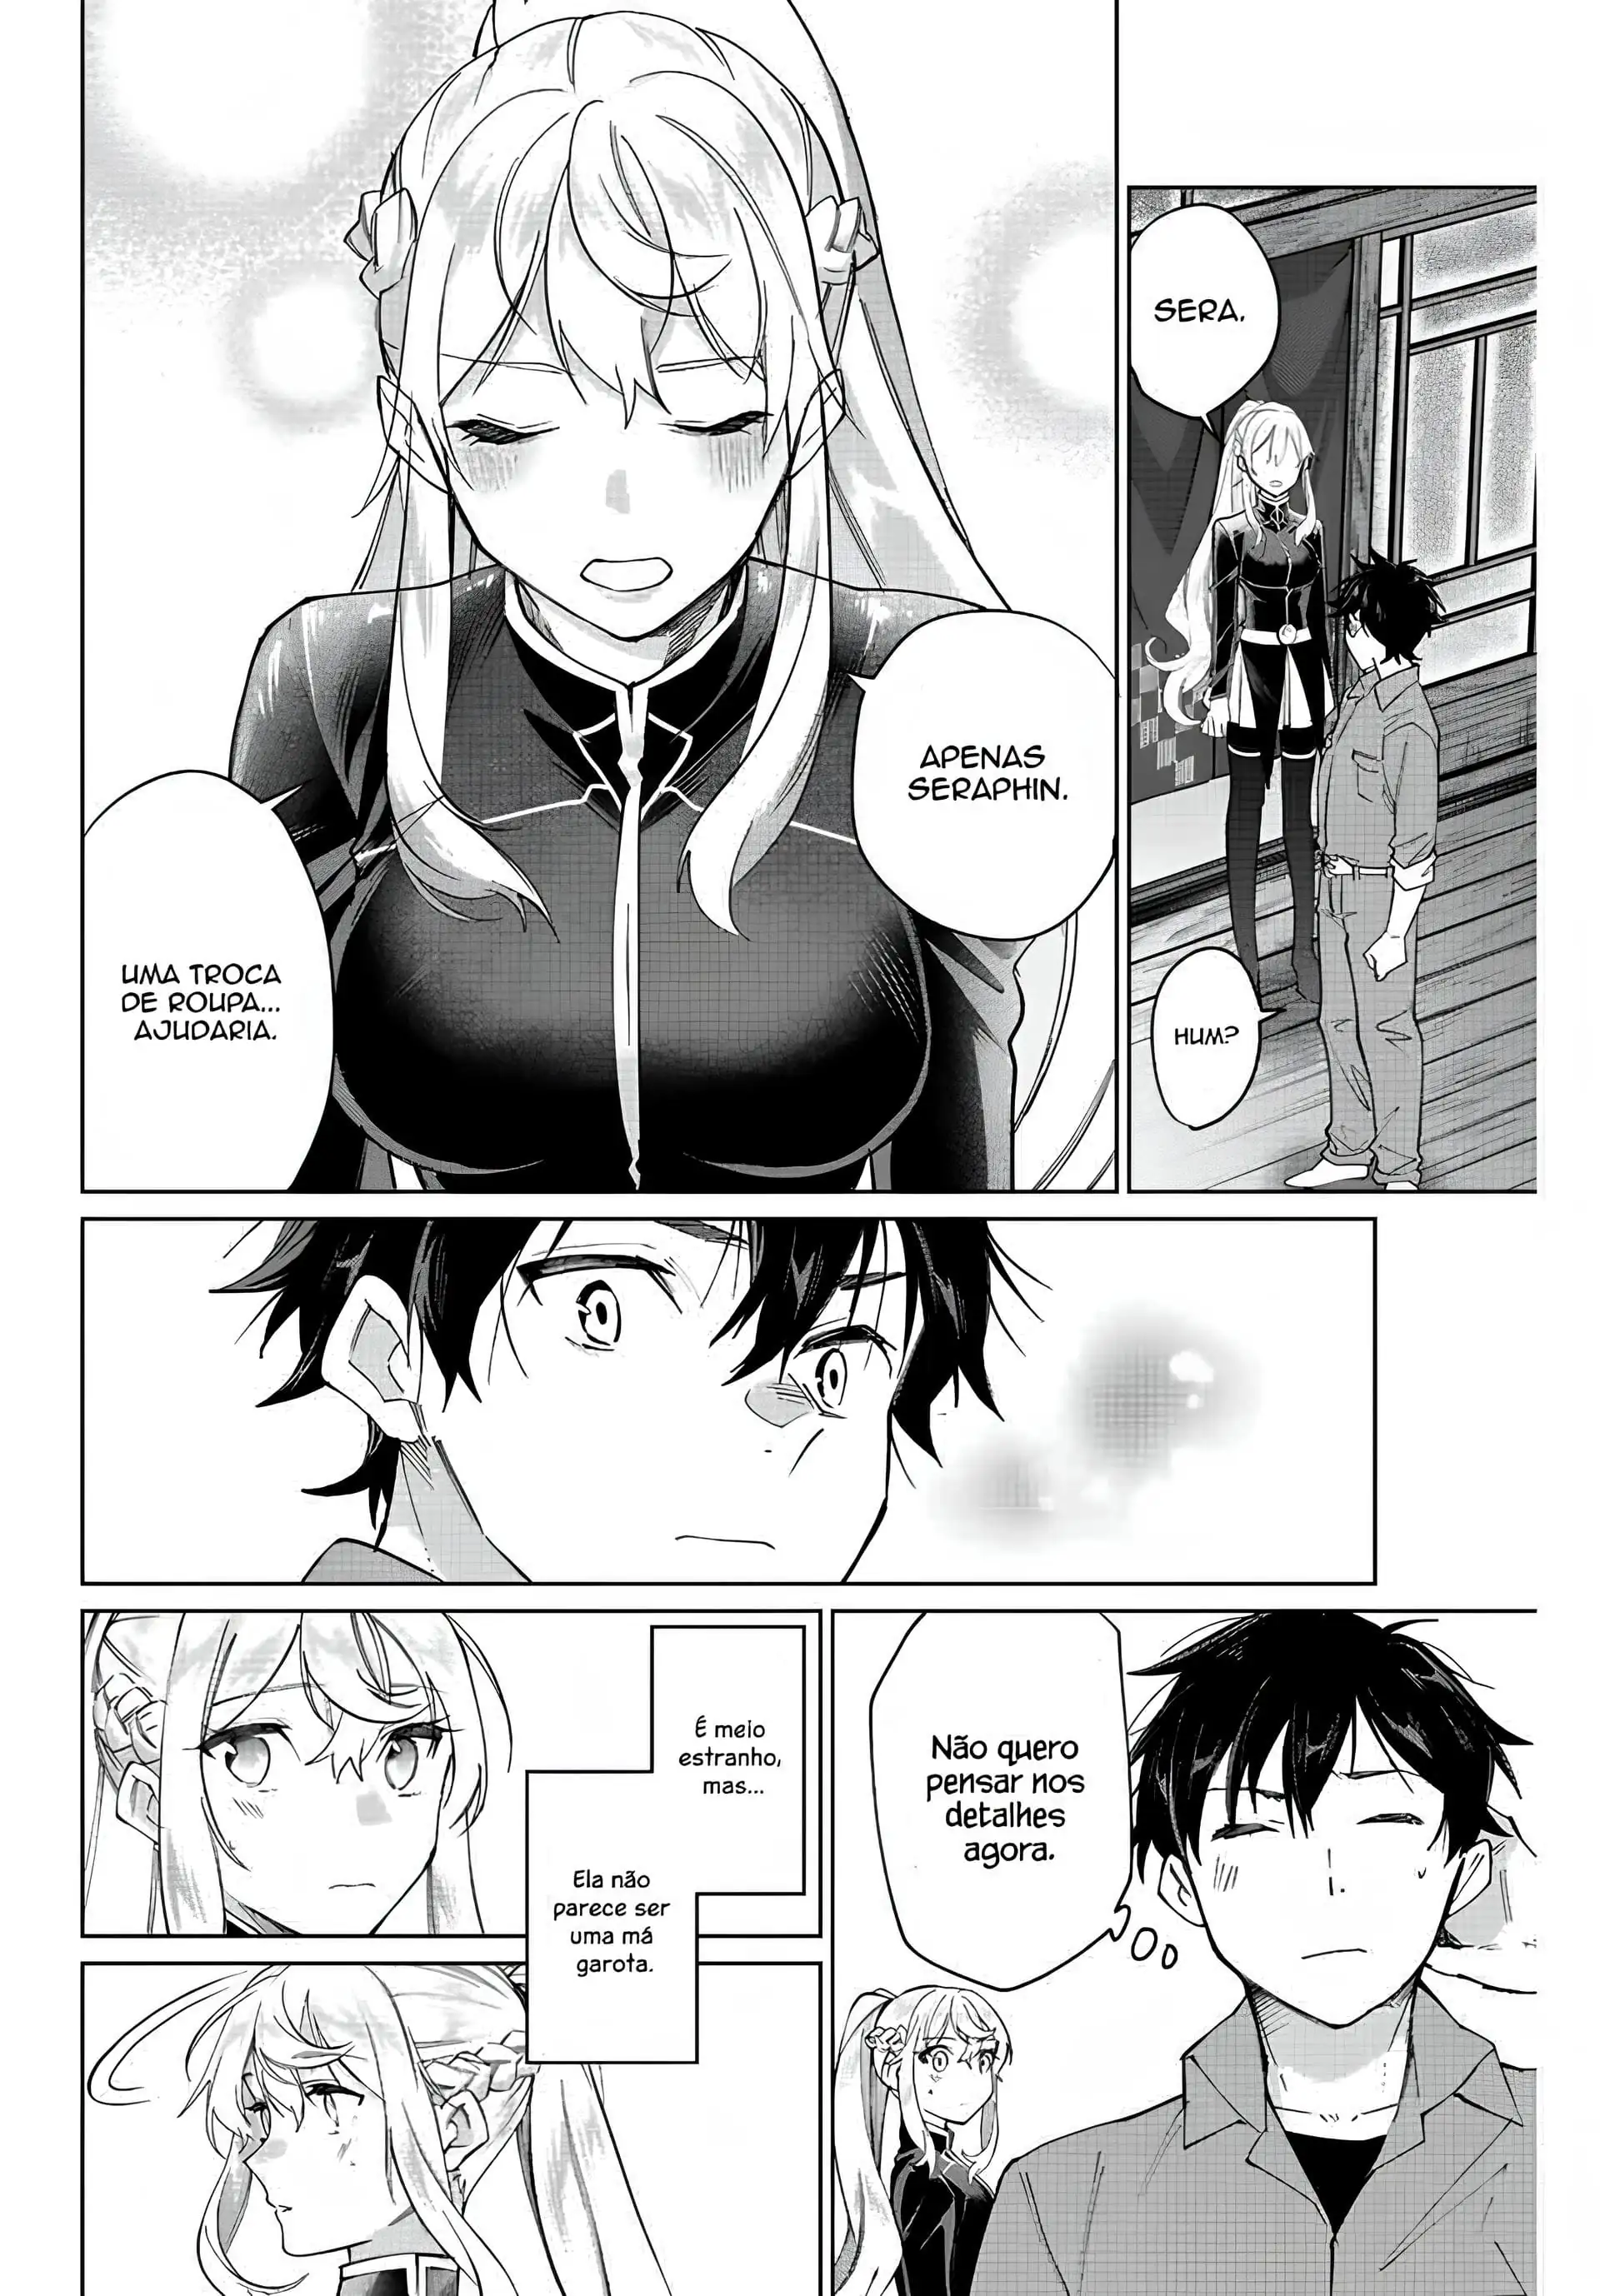 SERA.
HUM?
APENAS
SERAPHIN.
UMA TROCA
DE ROUPA...
AJUDARIA.
Não quero
pensar nos
detalhes
agora.
É meio
estranho,
mas...
Ela não
parece ser
uma má
garota.